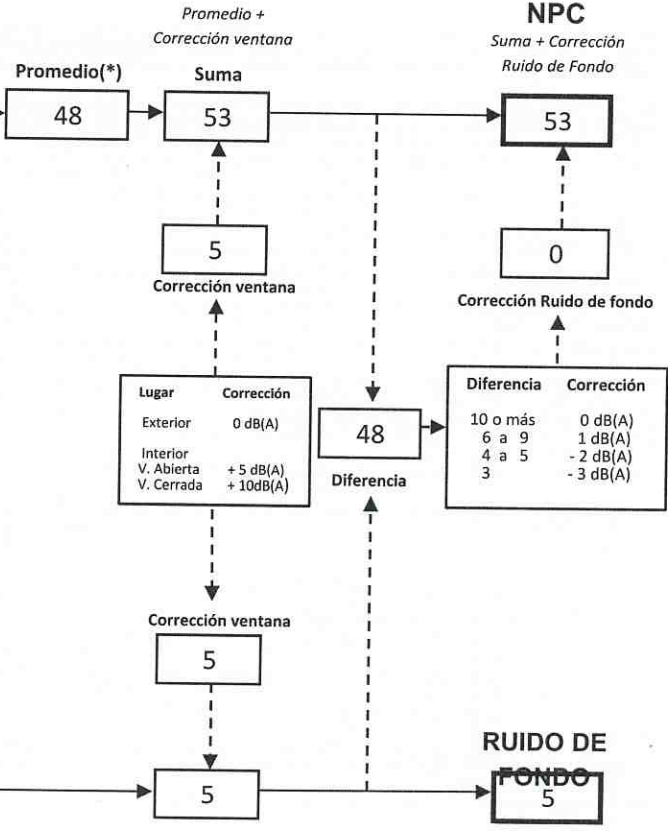 Promedio +
Corrección ventana
NPC
Suma + Corrección
Ruido de Fondo
Promedio(*)
Suma
48
53
53
5
0
Corrección ventana
Corrección Ruido de fondo
Lugar Corrección
Exterior 0 dB(A)
Interior
V. Abierta + 5 dB(A)
V. Cerrada + 10dB(A)
48
Diferencia
Diferencia Corrección
10 o más 0 dB(A)
6 a 9 1 dB(A)
4 a 5 - 2 dB(A)
3 - 3 dB(A)
Corrección ventana
5
RUIDO DE
FONDO
5
5